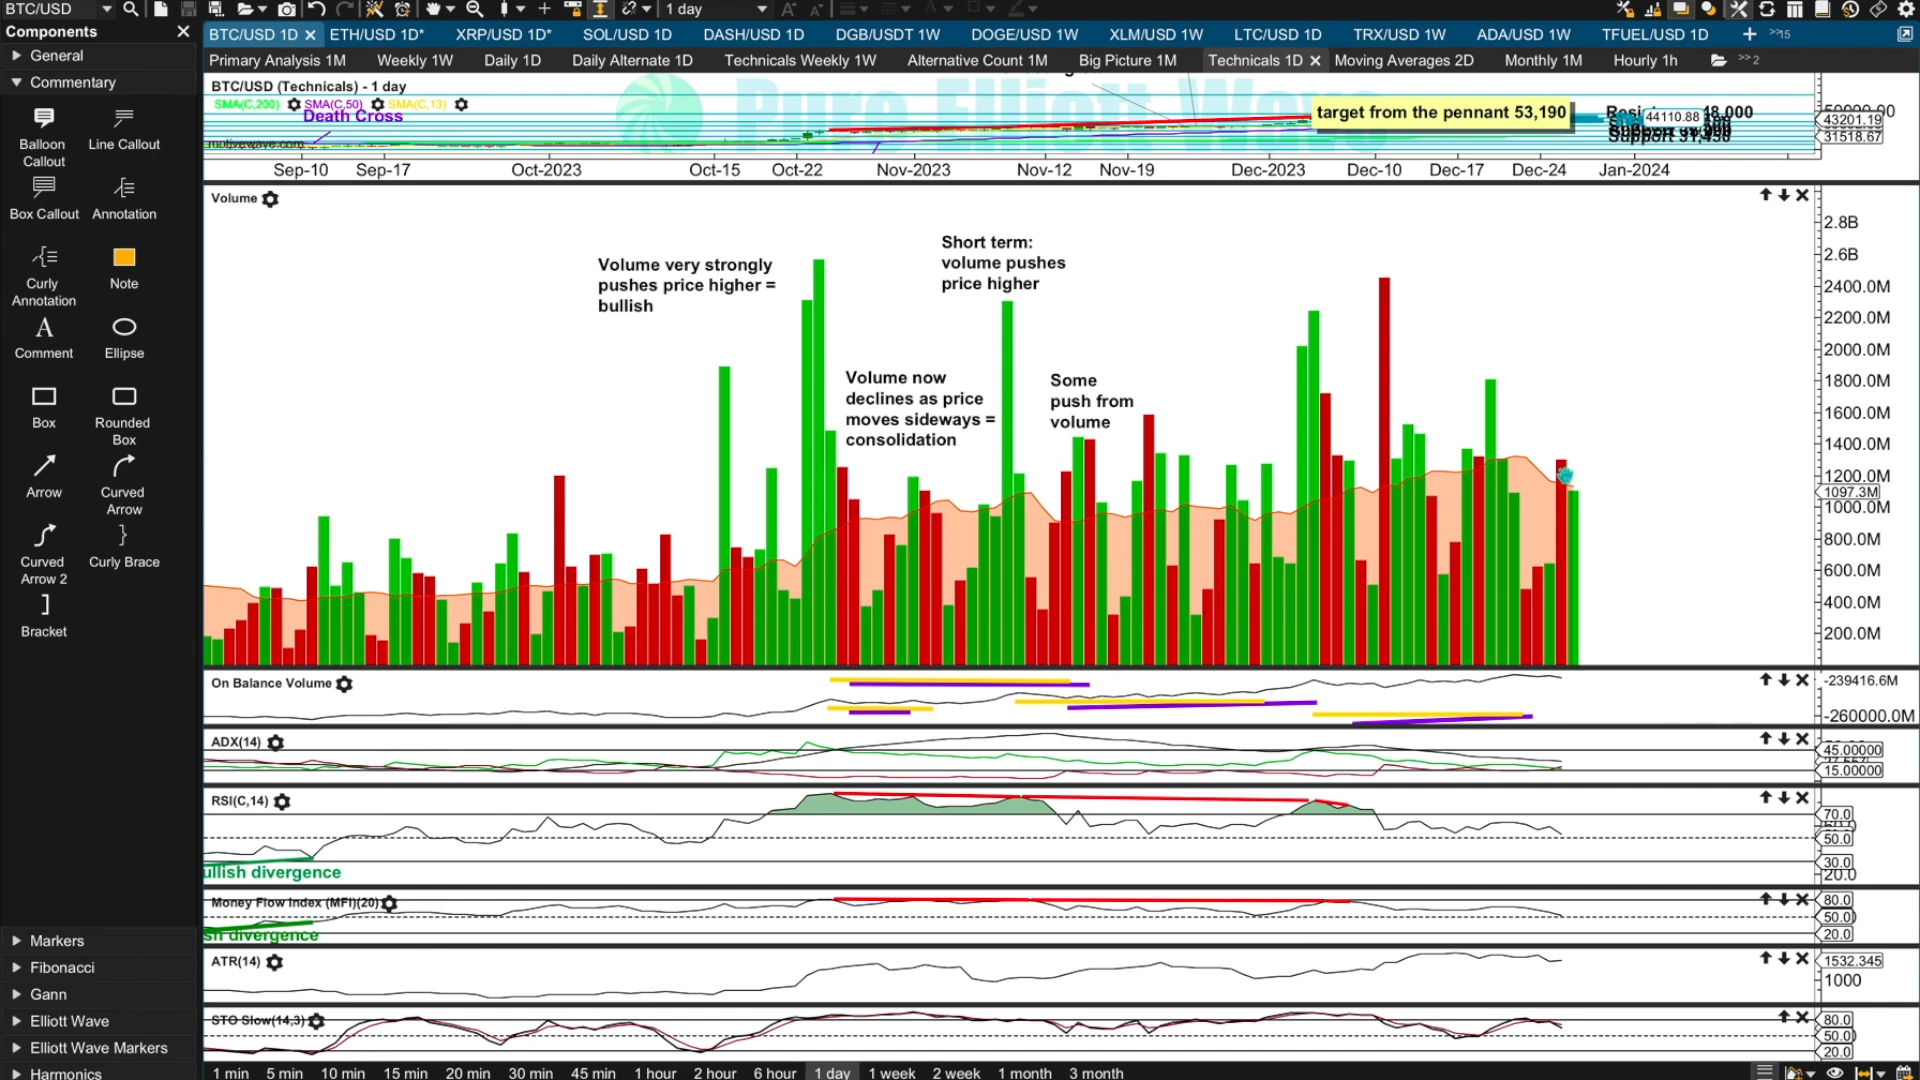 BTC/USD
1 day
Components
General
Commentary
Balloon Callout
Line Callout
Box Callout
Annotation
Curly Annotation
Note
Comment
Ellipse
Box
Rounded Box
Arrow
Curved Arrow
Curved Arrow 2
Curly Brace
Bracket
Markers
Fibonacci
Gann
Elliott Wave
Elliott Wave Markers
Harmonics
BTC/USD 1D ETH/USD 1D* XRP/USD 1D* SOL/USD 1D DASH/USD 1D DGB/USDT 1W DOGE/USD 1W XLM/USD 1W LTC/USD 1D TRX/USD 1W ADA/USD 1W TFUEL/USD 1D >>15
Primary Analysis 1M Weekly 1W Daily 1D Daily Alternate 1D Technicals Weekly 1W Alternative Count 1M Big Picture 1M Technicals 1D Moving Averages 2D Monthly 1M Hourly 1h >>2
BTC/USD (Technicals) - 1 day
SMA(C,200) SMA(C,50) SMA(C,13)
Death Cross
Pure Elliott Wave
target from the pennant 53,190
44110.88
43201.19
31518.67
Support 31,450
motivewave.com
Sep-10 Sep-17 Oct-2023 Oct-15 Oct-22 Nov-2023 Nov-12 Nov-19 Dec-2023 Dec-10 Dec-17 Dec-24 Jan-2024
Volume
Volume very strongly
pushes price higher =
bullish
Short term:
volume pushes
price higher
Volume now
declines as price
moves sideways =
consolidation
Some
push from
volume
2.8B
2.6B
2400.0M
2200.0M
2000.0M
1800.0M
1600.0M
1400.0M
1200.0M
1097.3M
1000.0M
800.0M
600.0M
400.0M
200.0M
On Balance Volume
-239416.6M
-260000.0M
ADX(14)
45.00000
15.00000
RSI(C,14)
70.0
50.0
30.0
20.0
ullish divergence
Money Flow Index (MFI)(20)
80.0
50.0
20.0
sh divergence
ATR(14)
1532.345
1000
STO Slow(14,3)
80.0
50.0
20.0
1 min 5 min 10 min 15 min 20 min 30 min 45 min 1 hour 2 hour 6 hour 1 day 1 week 2 week 1 month 3 month